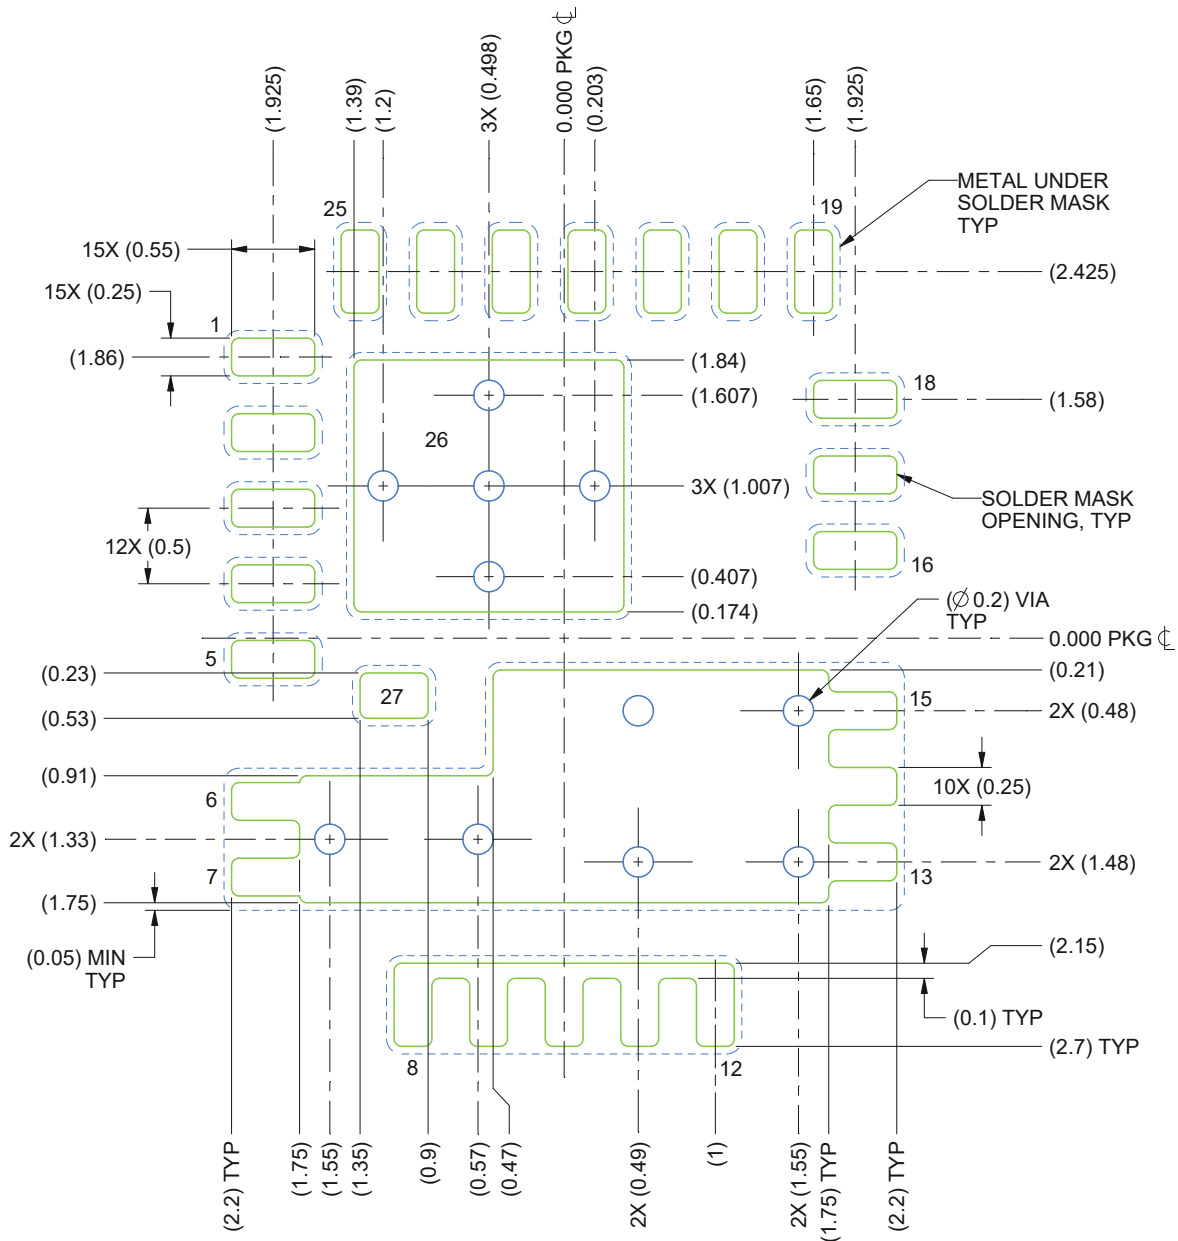 (1.925)
(1.39)
(1.2)
3X (0.498)
0.000 PKG ℄
(0.203)
(1.65)
(1.925)
METAL UNDER
SOLDER MASK
TYP
25
19
15X (0.55)
(2.425)
15X (0.25)
1
(1.86)
(1.84)
18
(1.607)
(1.58)
26
3X (1.007)
SOLDER MASK
OPENING, TYP
12X (0.5)
16
(0.407)
(Ø 0.2) VIA
TYP
(0.174)
0.000 PKG ℄
5
(0.23)
(0.21)
27
15
(0.53)
2X (0.48)
(0.91)
10X (0.25)
6
2X (1.33)
2X (1.48)
7
13
(1.75)
(0.05) MIN
TYP
(2.15)
(0.1) TYP
(2.7) TYP
8
12
(2.2) TYP
(1.75)
(1.55)
(1.35)
(0.9)
(0.57)
(0.47)
2X (0.49)
(1)
2X (1.55)
(1.75) TYP
(2.2) TYP